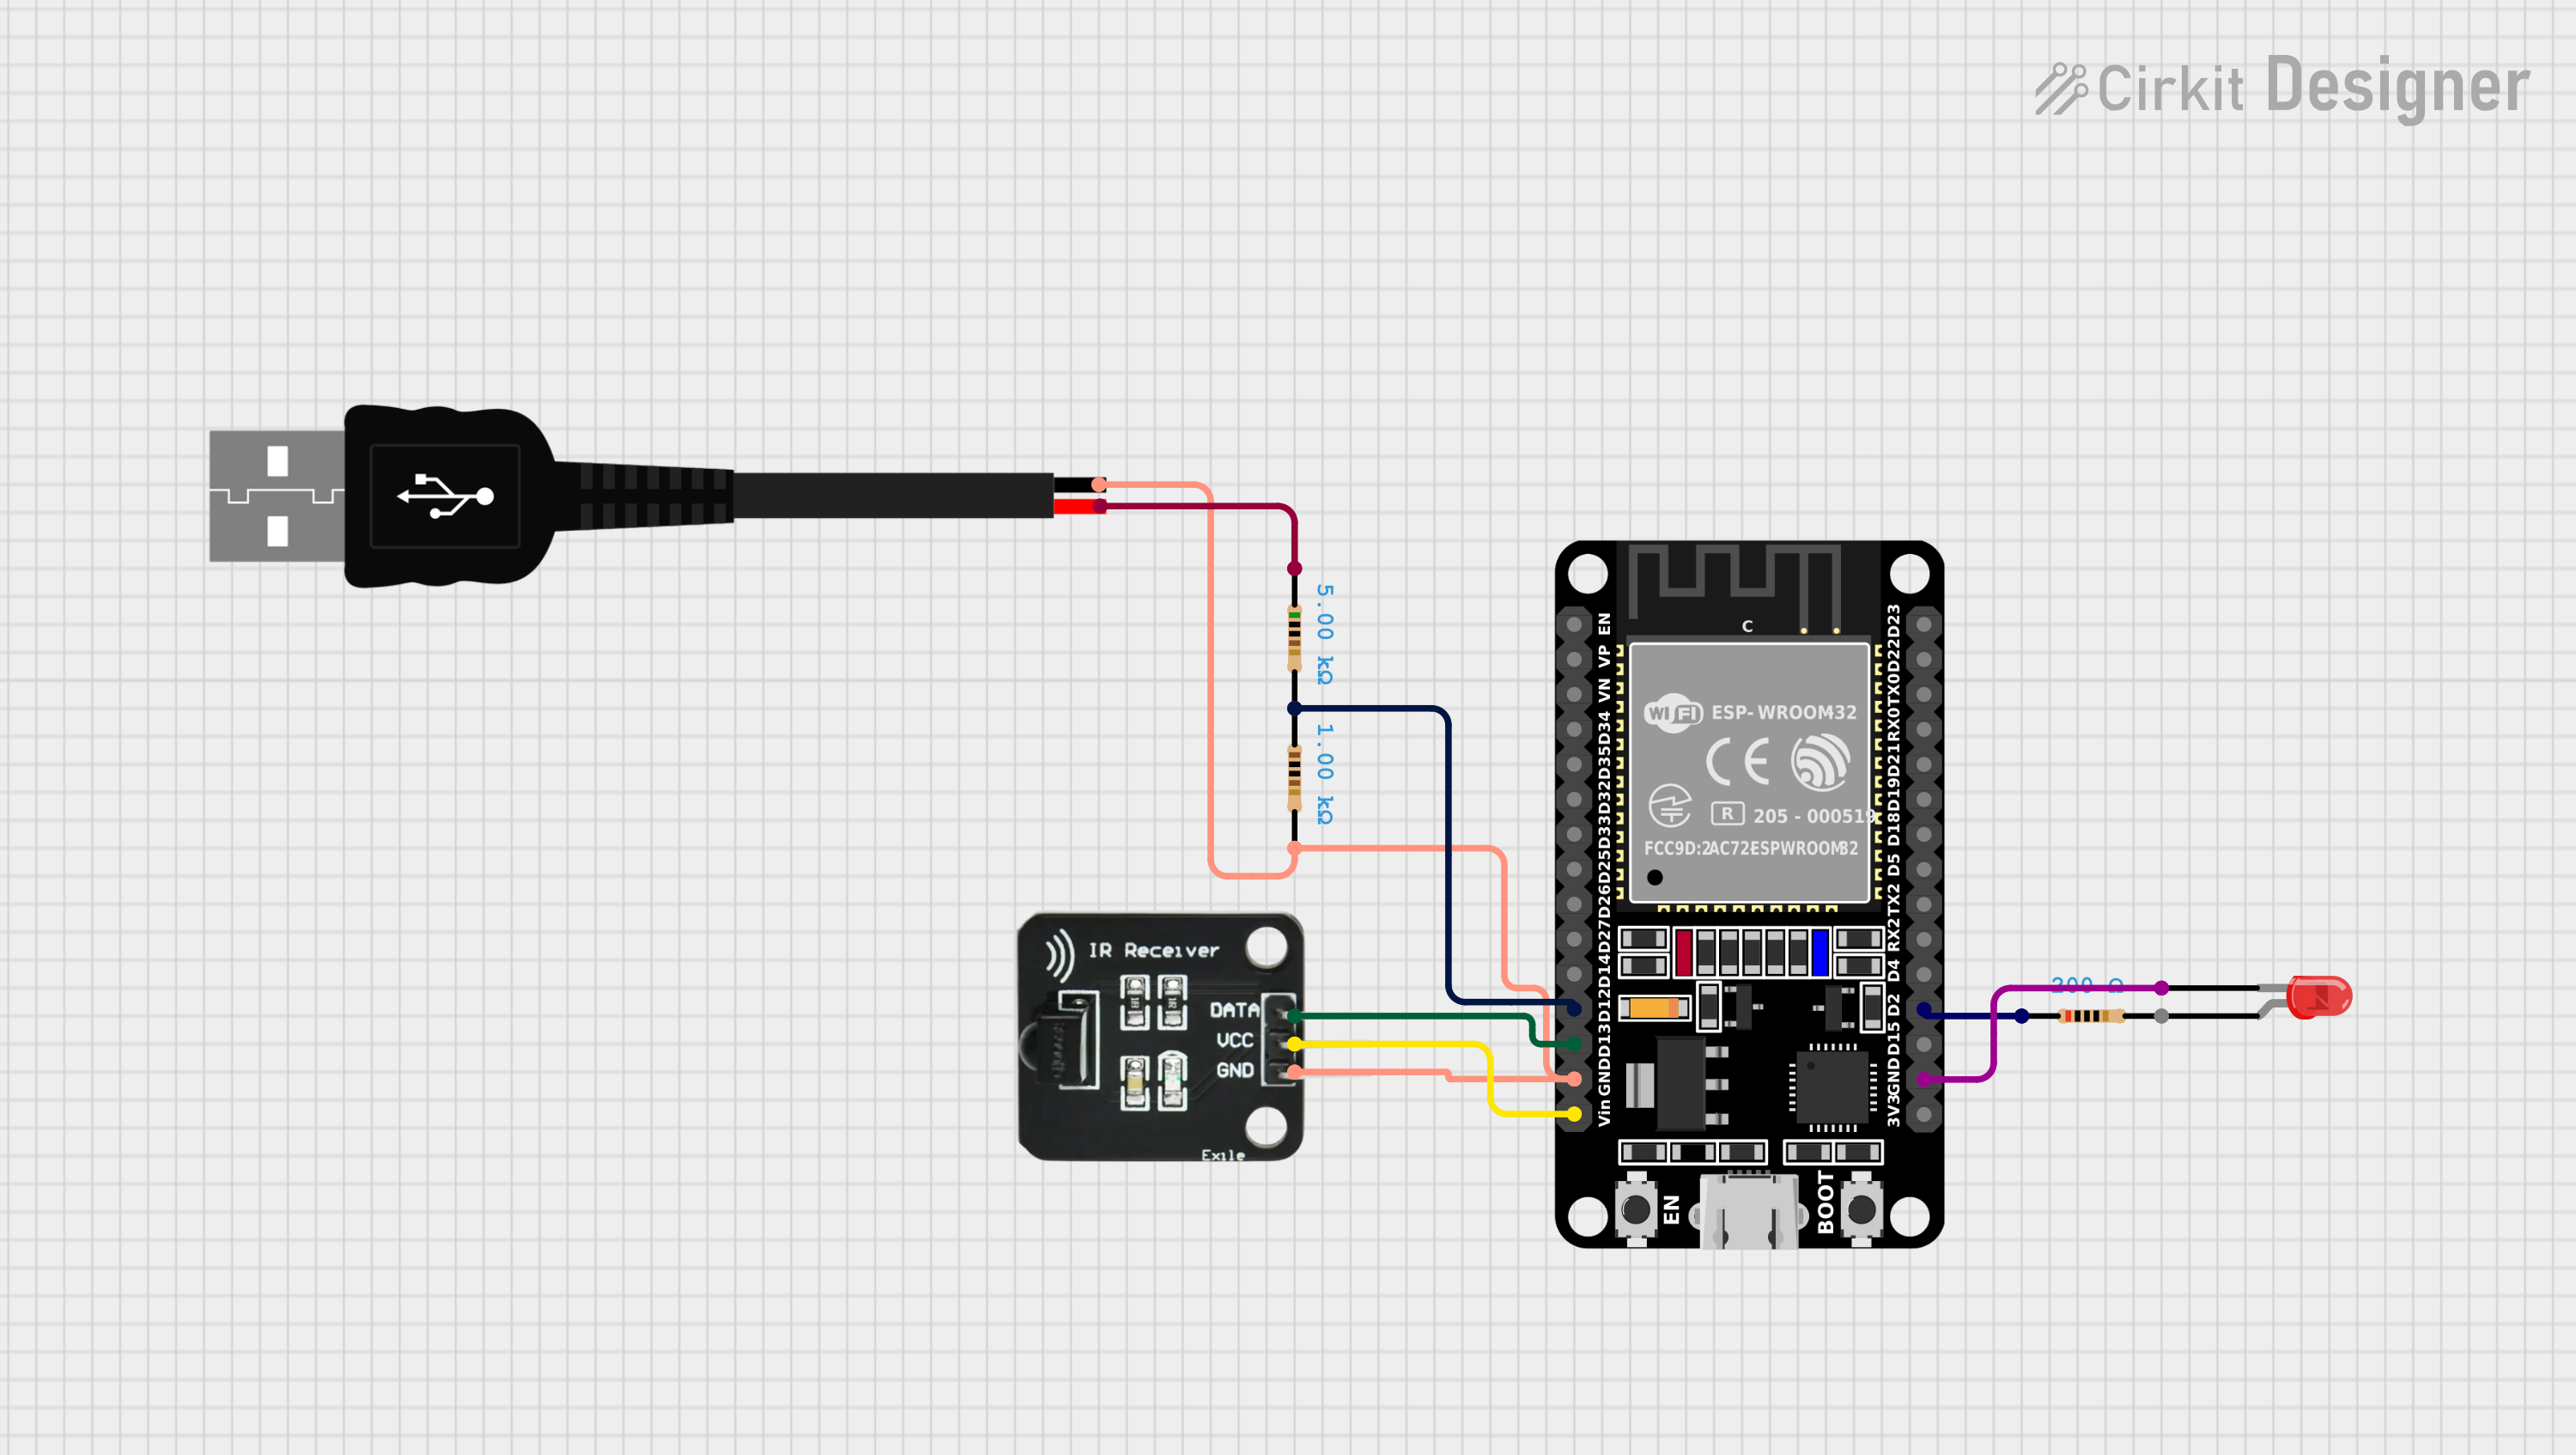 Cirkit Designer
5.00 kΩ
1.00 kΩ
200 Ω
IR Receiver
DATA
VCC
GND
Exile
EN
VP
VN
D34
D35
D32
D33
D25
D26
D27
D14
D12
D13
GND
Vin
D23
D22
TX0
RX0
D21
D19
D18
D5
TX2
RX2
D4
D2
D15
GND
3V3
C
Wi Fi ESP-WROOM-32
CE
R 205 - 000519
FCC9D:2AC72ESPWROOM32
EN
BOOT